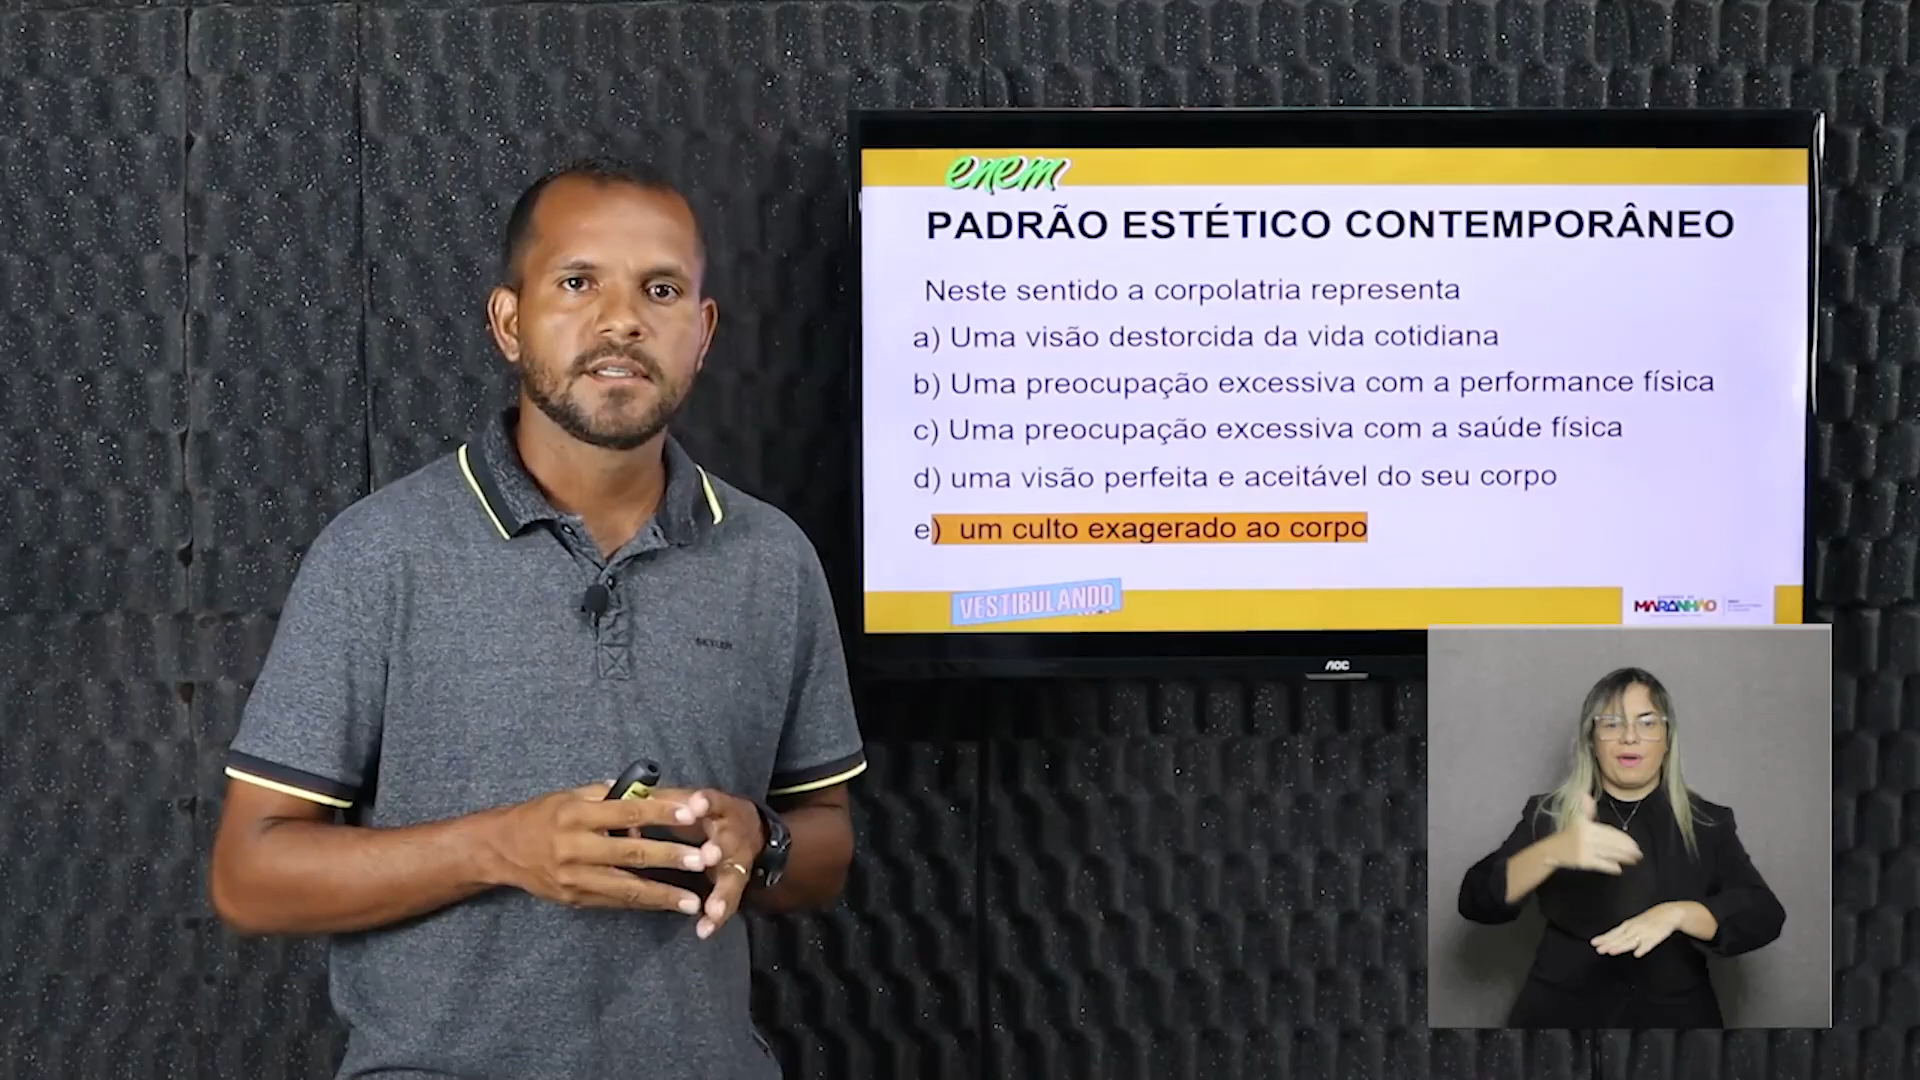 enem
PADRÃO ESTÉTICO CONTEMPORÂNEO
Neste sentido a corpolatria representa
a) Uma visão destorcida da vida cotidiana
b) Uma preocupação excessiva com a performance física
c) Uma preocupação excessiva com a saúde física
d) uma visão perfeita e aceitável do seu corpo
e) um culto exagerado ao corpo
VESTIBULANDO
MARANHÃO
AOC